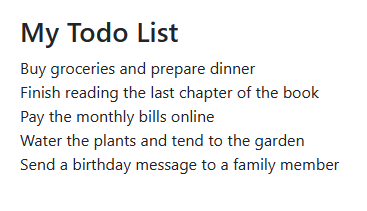 My Todo List
Buy groceries and prepare dinner
Finish reading the last chapter of the book
Pay the monthly bills online
Water the plants and tend to the garden
Send a birthday message to a family member